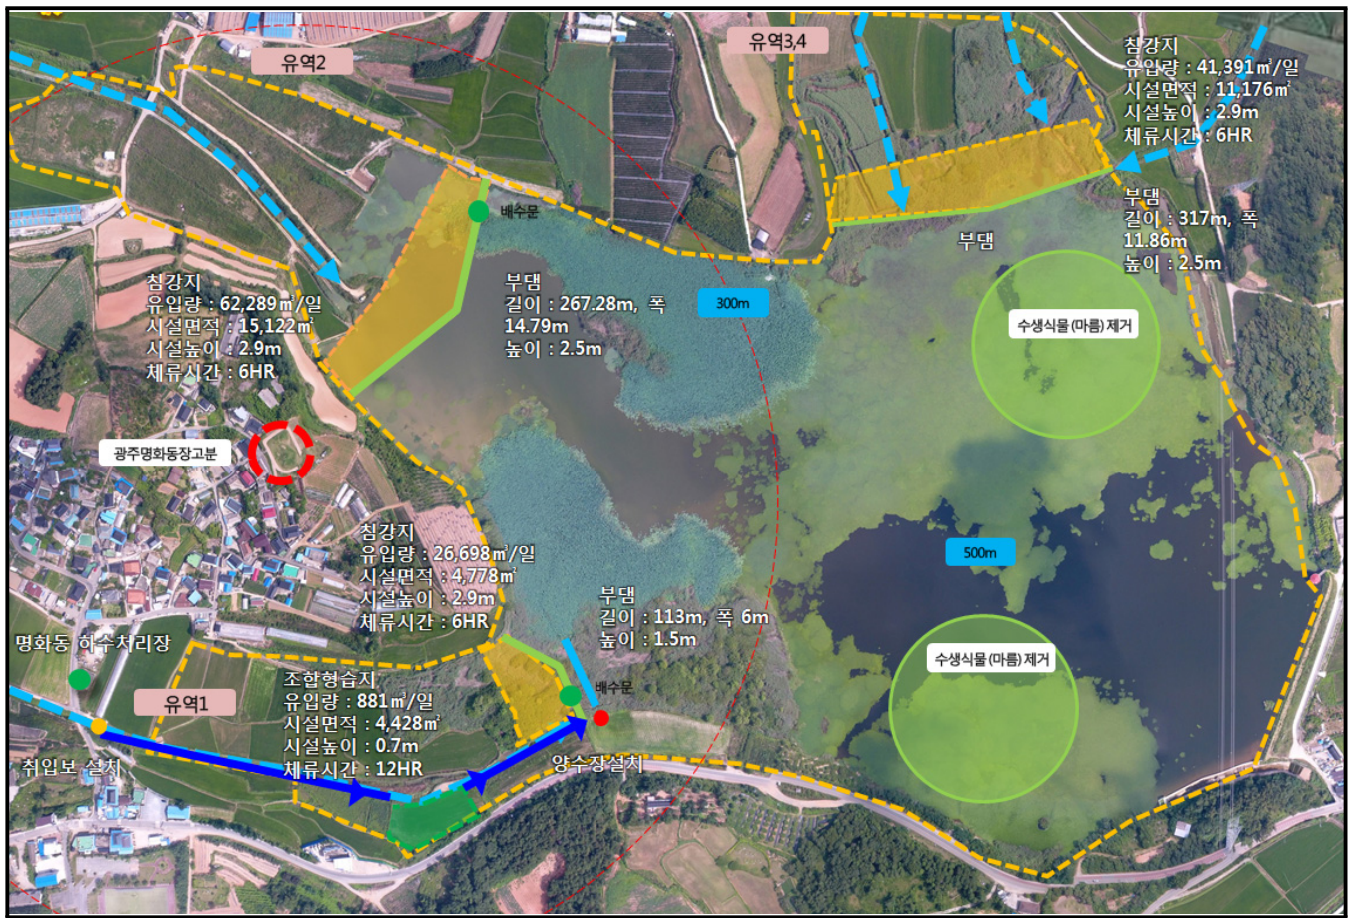 유역2
유역3,4
침강지
유입량 : 41,391㎥/일
시설면적 : 11,176㎡
시설높이 : 2.9m
체류시간 : 6HR
배수문
부댐
길이 : 317m, 폭
11.86m
높이 : 2.5m
부댐
침강지
유입량 : 62,289㎥/일
시설면적 : 15,122㎡
시설높이 : 2.9m
체류시간 : 6HR
부댐
길이 : 267.28m, 폭
14.79m
높이 : 2.5m
300m
수생식물 (마름) 제거
광주명화동장고분
침강지
유입량 : 26,698㎥/일
시설면적 : 4,778㎡
시설높이 : 2.9m
체류시간 : 6HR
500m
부댐
길이 : 113m, 폭 6m
높이 : 1.5m
명화동 하수처리장
수생식물 (마름) 제거
유역1
조합형습지
유입량 : 881㎥/일
시설면적 : 4,428㎡
시설높이 : 0.7m
체류시간 : 12HR
배수문
취입보 설치
양수장설치